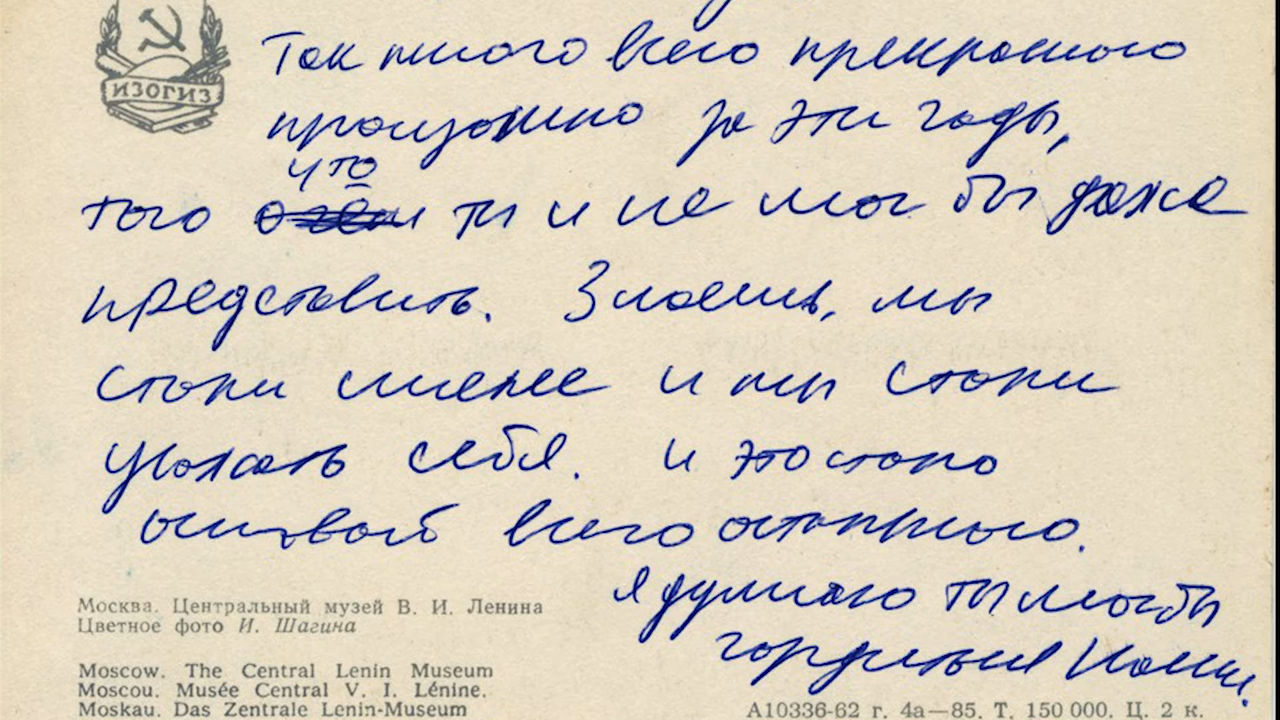 ИЗОГИЗ
Так много всего прекрасного
произошло за эти годы,
что
того ты и не мог бы даже
представить. Знаешь, мы
стали смелее и мы стали
уважать себя. и это стало
основой всего остального.
Я думаю ты мог бы
гордиться нами.
Москва. Центральный музей В. И. Ленина
Цветное фото И. Шагина
Moscow. The Central Lenin Museum
Moscou. Musée Central V. I. Lénine.
Moskau. Das Zentrale Lenin-Museum
А10336-62 г. 4а—85. Т. 150 000. Ц. 2 к.